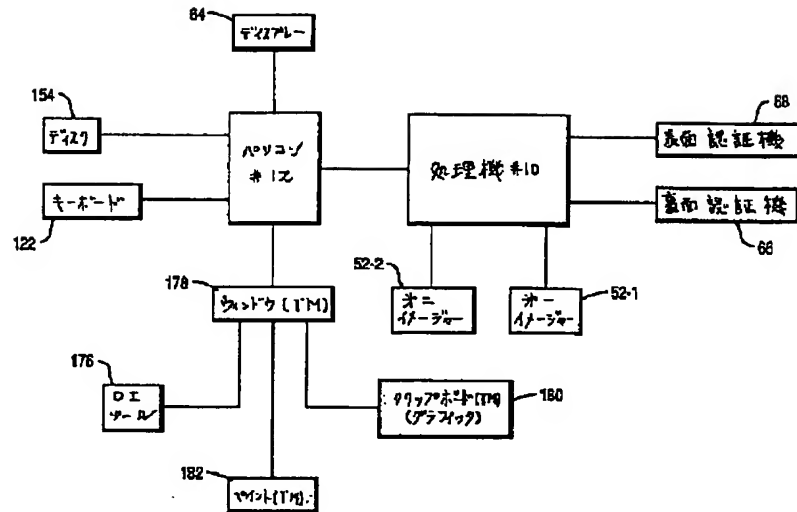 64
ディスプレー
154
ディスク
パソコン
#12
処理機 #10
68
表面認証機
キーボード
122
裏面認証機
66
52-2
52-1
178
ウィンドウ(TM)
第二
イメージャー
第一
イメージャー
176
DI
ツール
クリップボード(TM)
(グラフィック)
180
182
ペイント(TM)